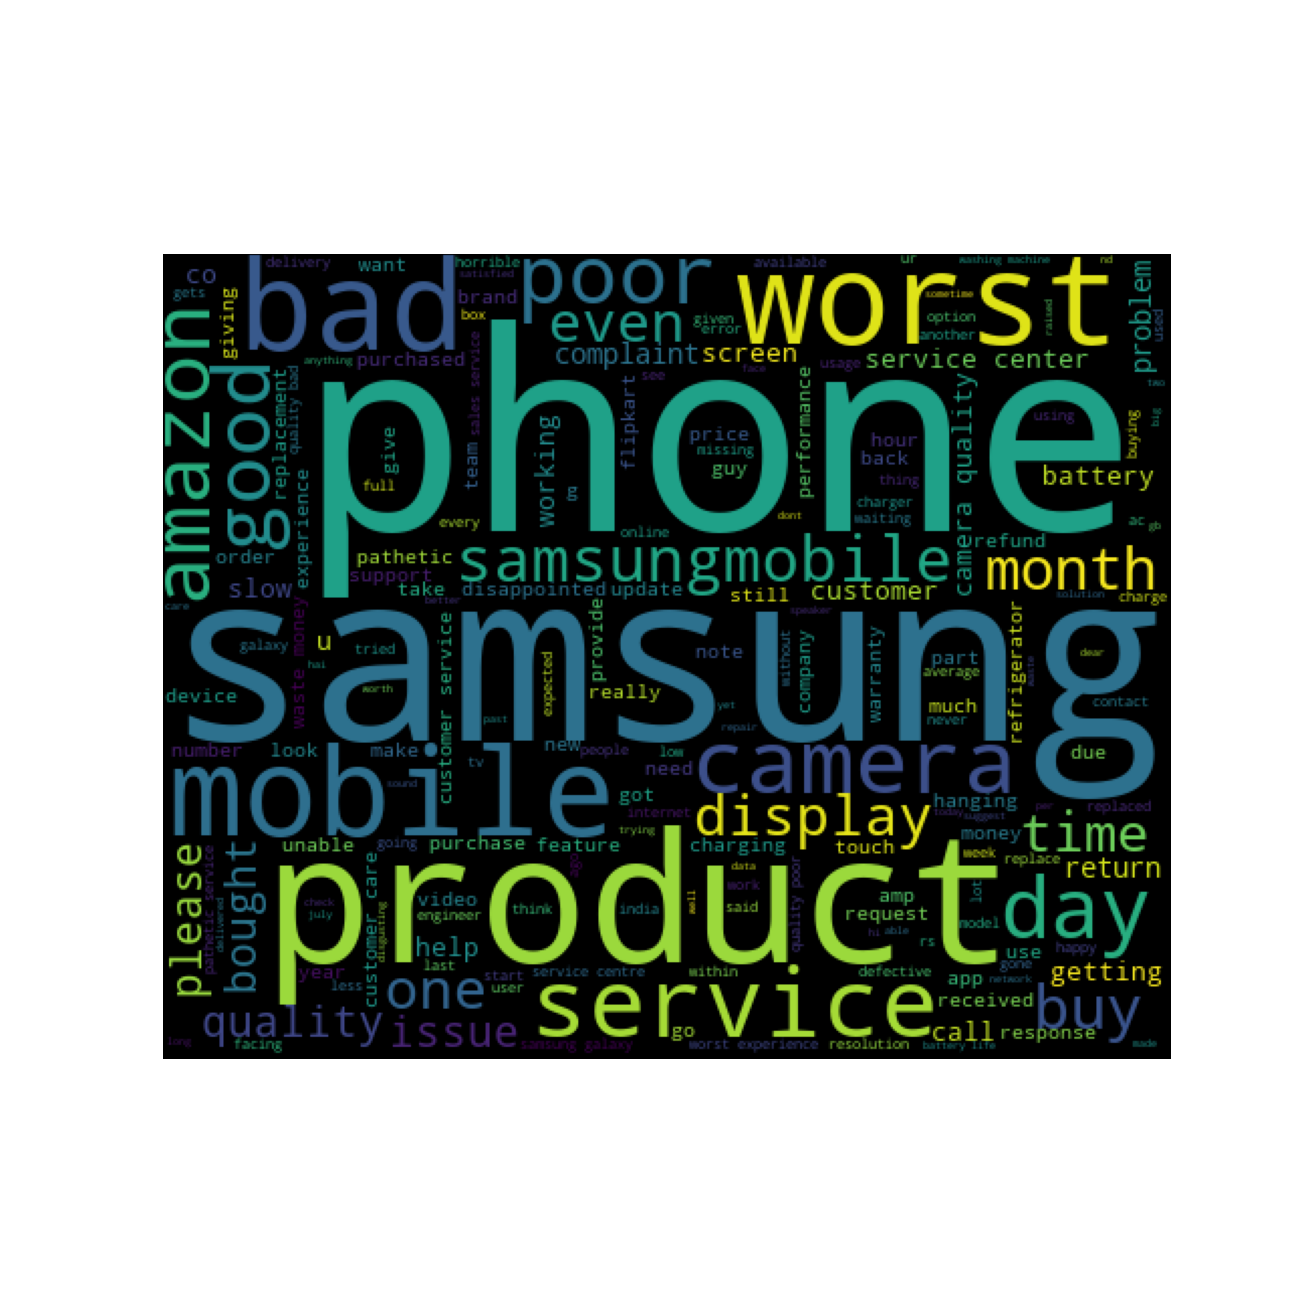 co
delivery
want
horrible
satisfied
poor
available
ur
washing machine
nd
gets
giving
bad
brand
box
even
given
error
worst
sometime
option
another
raised
problem
used
amazon
good
anything
purchased
sales service
complaint
screen
see
face
usage
service center
two
replacement
quality bad
phone
give
full
team
every
working
g
flipkart
price
missing
guy
dont
performance
hour
back
thing
charger
waiting
camera quality
using
buying
big
battery
ac
gb
online
order
experience
pathetic
support
samsungmobile
refund
month
slow
take
disappointed
update
still
customer
solution
charge
care
better
speaker
samsung
galaxy
waste money
u
hai
tried
worth
customer service
expected
provide
really
note
yet
repair
without
company
warranty
part
average
much
never
refrigerator
waste
dear
contact
device
past
number
look
make
tv
new
people
low
need
camera
due
mobile
sound
got
internet
trying
display
hanging
today
suggest
per
replaced
money
time
please
pathetic service
delivered
bought
unable
going
purchase
feature
ago
charging
touch
week
replace
return
product
check
july
customer care
disgusting
video
engineer
think
india
well
data
work
said
quality poor
amp
request
hi
able
rs
lot
model
day
use
happy
help
last
year
less
one
start
user
service centre
within
defective
app
gone
network
getting
service
received
buy
quality
issue
go
call
response
long
facing
samsung galaxy
worst experience
resolution
battery life
made